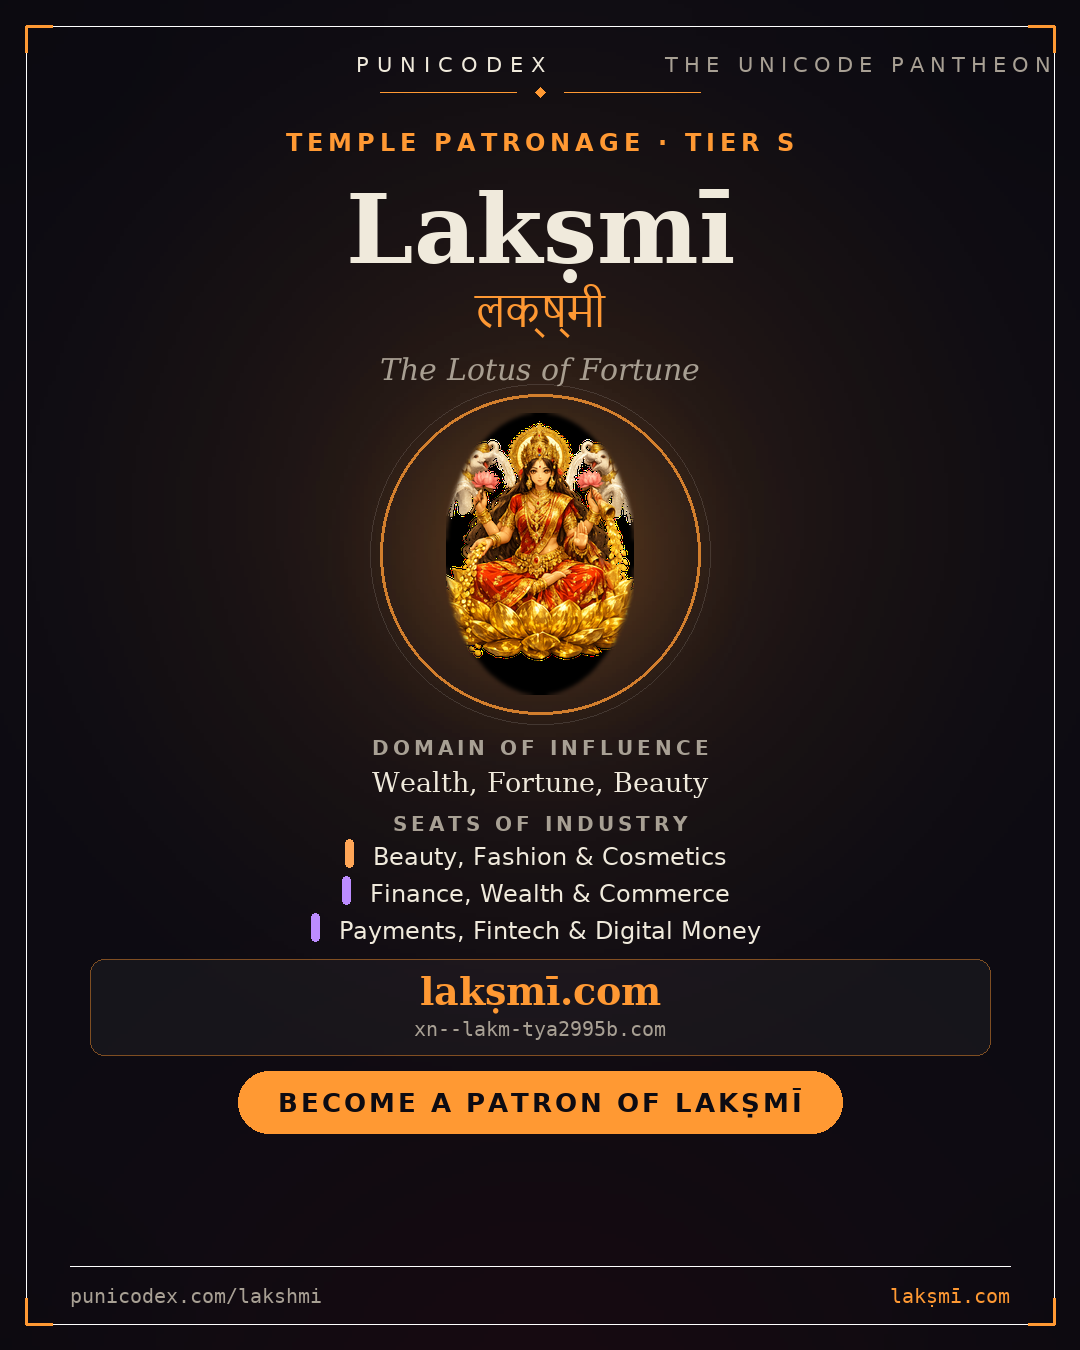 PUNICODEX THE UNICODE PANTHEON
TEMPLE PATRONAGE · TIER S
Lakṣmī
लक्ष्मी
The Lotus of Fortune
DOMAIN OF INFLUENCE
Wealth, Fortune, Beauty
SEATS OF INDUSTRY
Beauty, Fashion & Cosmetics
Finance, Wealth & Commerce
Payments, Fintech & Digital Money
lakṣmī.com
xn--lakm-tya2995b.com
BECOME A PATRON OF LAKṢMĪ
punicodex.com/lakshmi lakṣmī.com